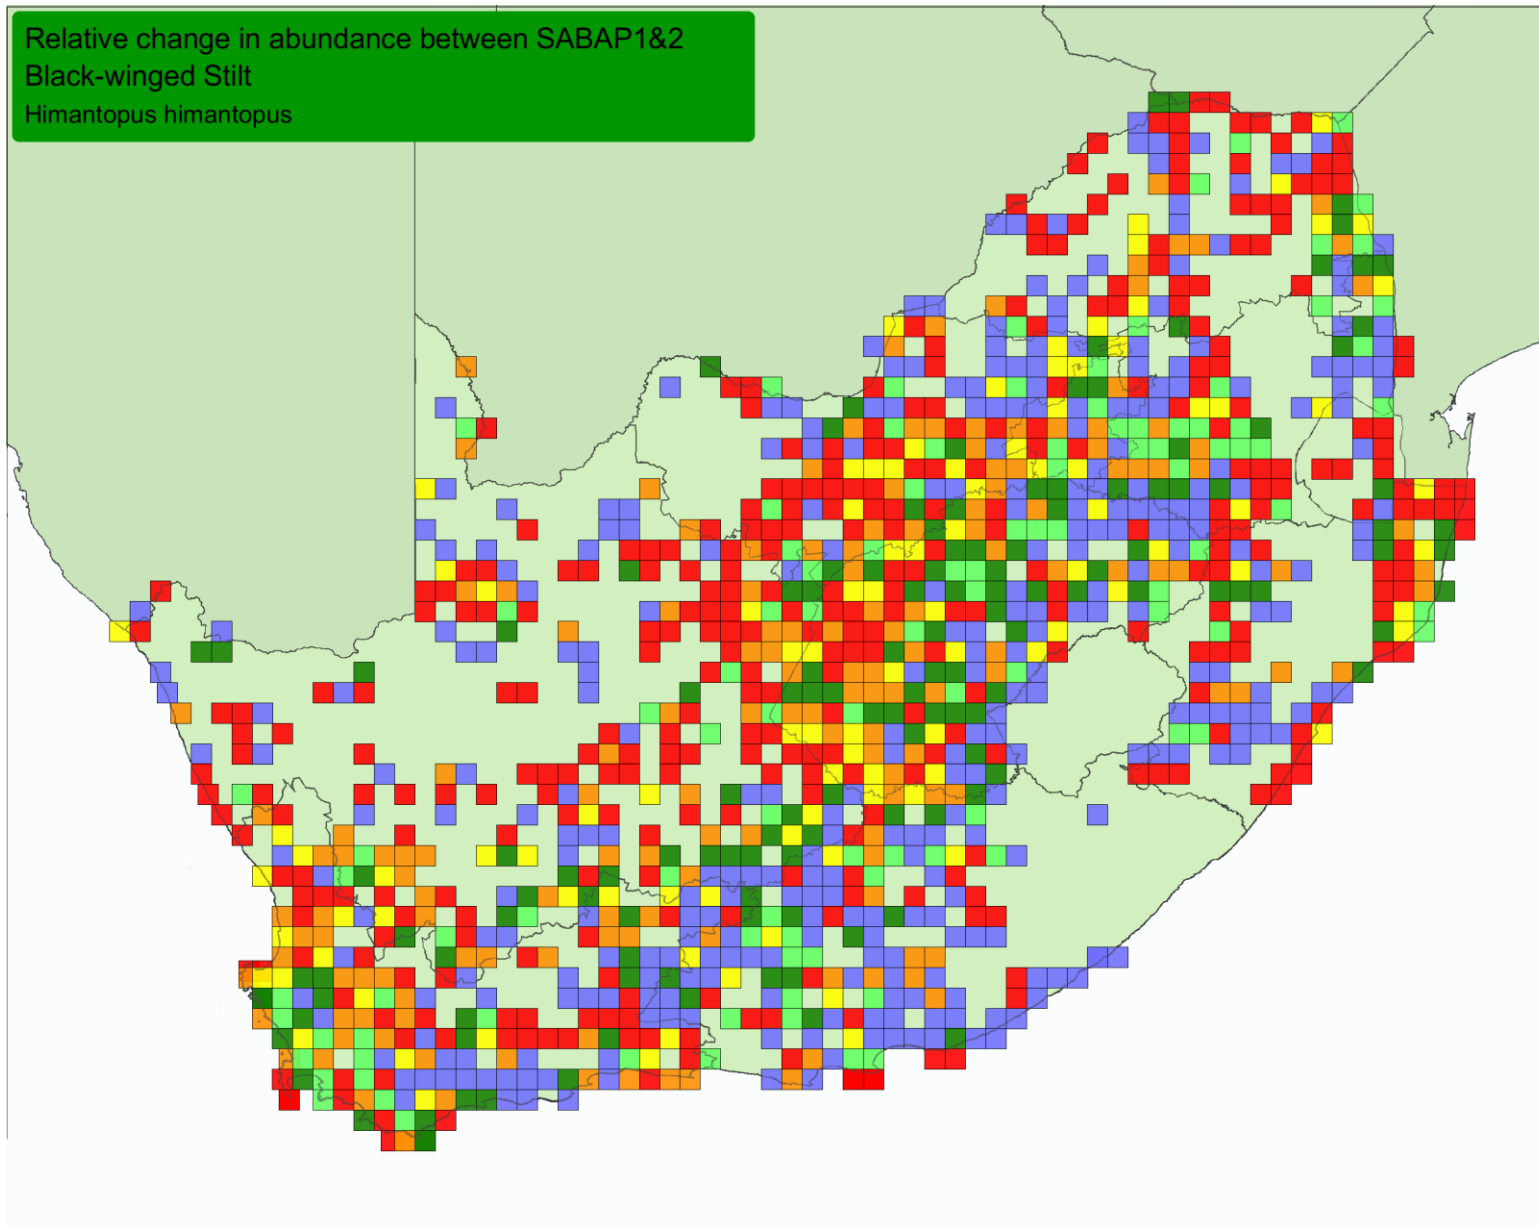 Relative change in abundance between SABAP1&2
Black-winged Stilt
Himantopus himantopus